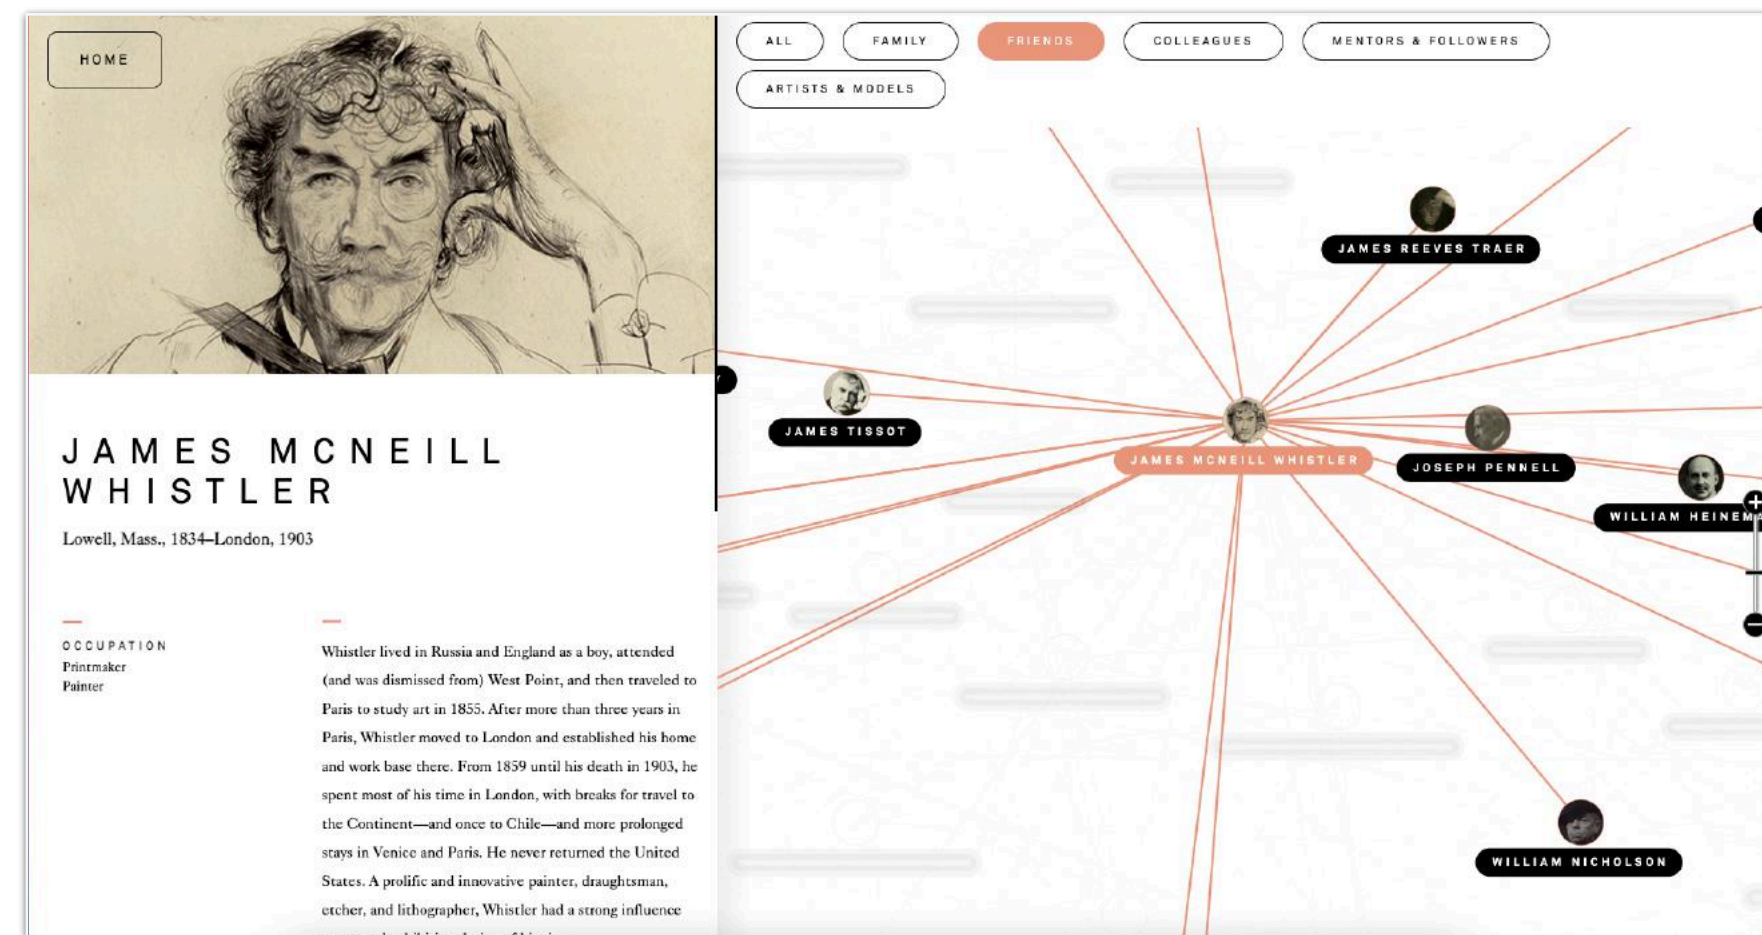 HOME
JAMES MCNEILL
WHISTLER
Lowell, Mass., 1834–London, 1903
OCCUPATION
Printmaker
Painter
Whistler lived in Russia and England as a boy, attended
(and was dismissed from) West Point, and then traveled to
Paris to study art in 1855. After more than three years in
Paris, Whistler moved to London and established his home
and work base there. From 1859 until his death in 1903, he
spent most of his time in London, with breaks for travel to
the Continent—and once to Chile—and more prolonged
stays in Venice and Paris. He never returned the United
States. A prolific and innovative painter, draughtsman,
etcher, and lithographer, Whistler had a strong influence
ALL
FAMILY
FRIENDS
COLLEAGUES
MENTORS & FOLLOWERS
ARTISTS & MODELS
JAMES REEVES TRAER
JAMES TISSOT
JAMES MCNEILL WHISTLER
JOSEPH PENNELL
WILLIAM
WILLIAM NICHOLSON